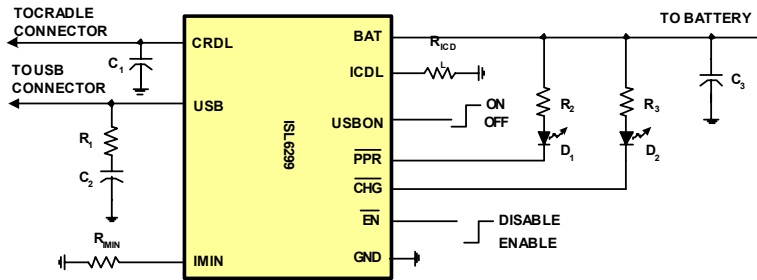 TOCRADLE
CONNECTOR
C1
TOUSB
CONNECTOR
R1
C2
RIMIN
CRDL
USB
IMIN
ISL6299
BAT
ICDL
USBON
PPR
CHG
EN
GND
RICD
L
ON
OFF
DISABLE
ENABLE
R2
D1
R3
D2
TO BATTERY
C3